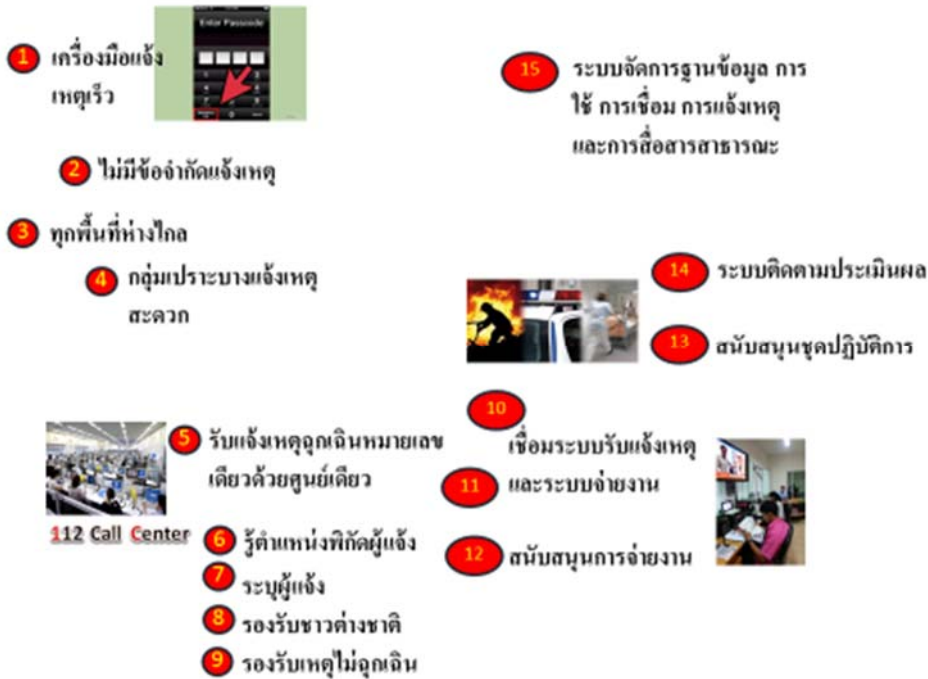 Enter Passcode
1 เครื่องมือแจ้ง
เหตุเร็ว
2 ไม่มีข้อจำกัดแจ้งเหตุ
3 ทุกพื้นที่ห่างไกล
4 กลุ่มเปราะบางแจ้งเหตุ
สะดวก
5 รับแจ้งเหตุฉุกเฉินหมายเลข
เดียวด้วยศูนย์เดียว
112 Call Center
6 รู้ตำแหน่งพิกัดผู้แจ้ง
7 ระบุผู้แจ้ง
8 รองรับชาวต่างชาติ
9 รองรับเหตุไม่ฉุกเฉิน
10
เชื่อมระบบรับแจ้งเหตุ
11 และระบบจ่ายงาน
12 สนับสนุนการจ่ายงาน
13 สนับสนุนชุดปฏิบัติการ
14 ระบบติดตามประเมินผล
15 ระบบจัดการฐานข้อมูล การ
ใช้ การเชื่อม การแจ้งเหตุ
และการสื่อสารสาธารณะ